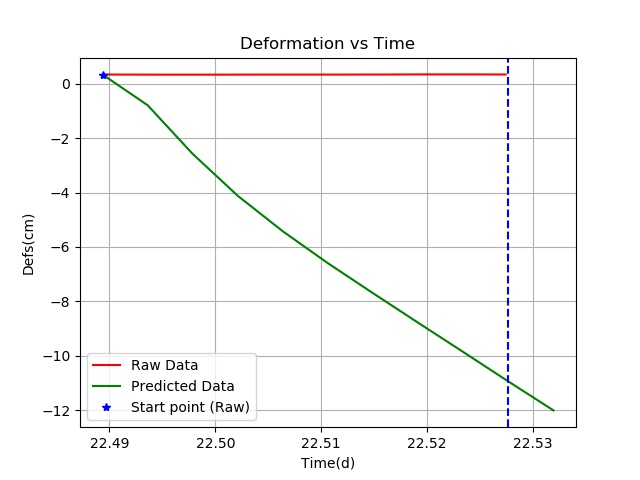 Deformation vs Time
Defs(cm)
0
−2
−4
−6
−8
−10
−12
Raw Data
Predicted Data
Start point (Raw)
22.49 22.50 22.51 22.52 22.53
Time(d)